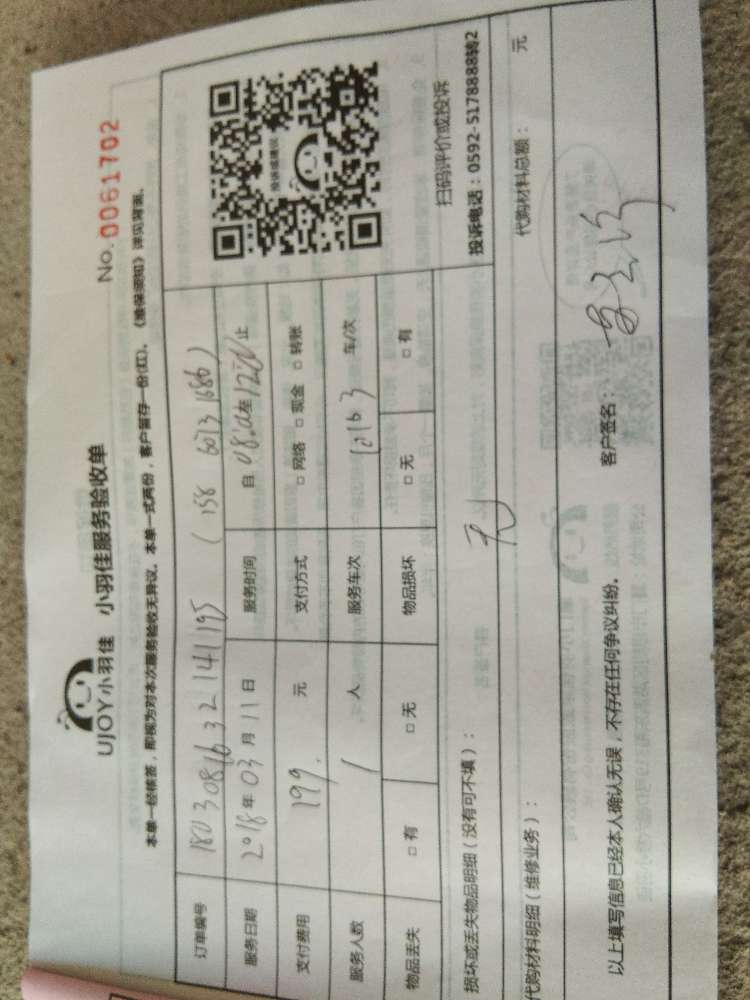 UJOY小羽佳 小羽佳服务验收单
No. 0061702
本单一经核签，即视为对本次服务验收无异议。本单一式两份，客户留存一份(红)。《维保须知》详见背面。
订单编号 180308163214 1195 (158 6013 1686)
服务日期 2018年03月11日 服务时间 自08:00至12:00止
支付费用 199. 元 支付方式 □网络 □现金 □转账
服务人数 1 人 服务车次 车/次
物品丢失 □有 □无 物品损坏 □无 □有
投诉或建议
扫码评价或投诉
投诉电话：0592-5178888转2
损坏或丢失物品明细（没有可不填）： 无
代购材料明细（维修业务）： 代购材料总额： 元
以上填写信息已经本人确认无误，不存在任何争议纠纷。 客户签名：